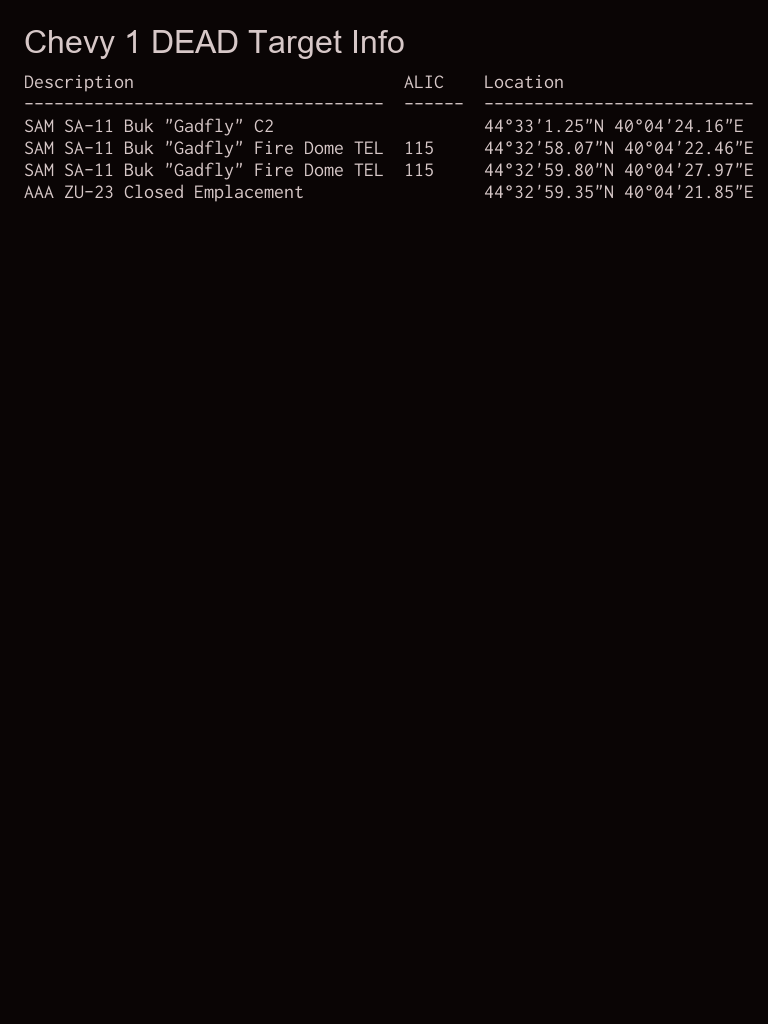 Chevy 1 DEAD Target Info
Description ALIC Location
------------------------------------ ------ ---------------------------
SAM SA-11 Buk "Gadfly" C2 44°33'1.25"N 40°04'24.16"E
SAM SA-11 Buk "Gadfly" Fire Dome TEL 115 44°32'58.07"N 40°04'22.46"E
SAM SA-11 Buk "Gadfly" Fire Dome TEL 115 44°32'59.80"N 40°04'27.97"E
AAA ZU-23 Closed Emplacement 44°32'59.35"N 40°04'21.85"E